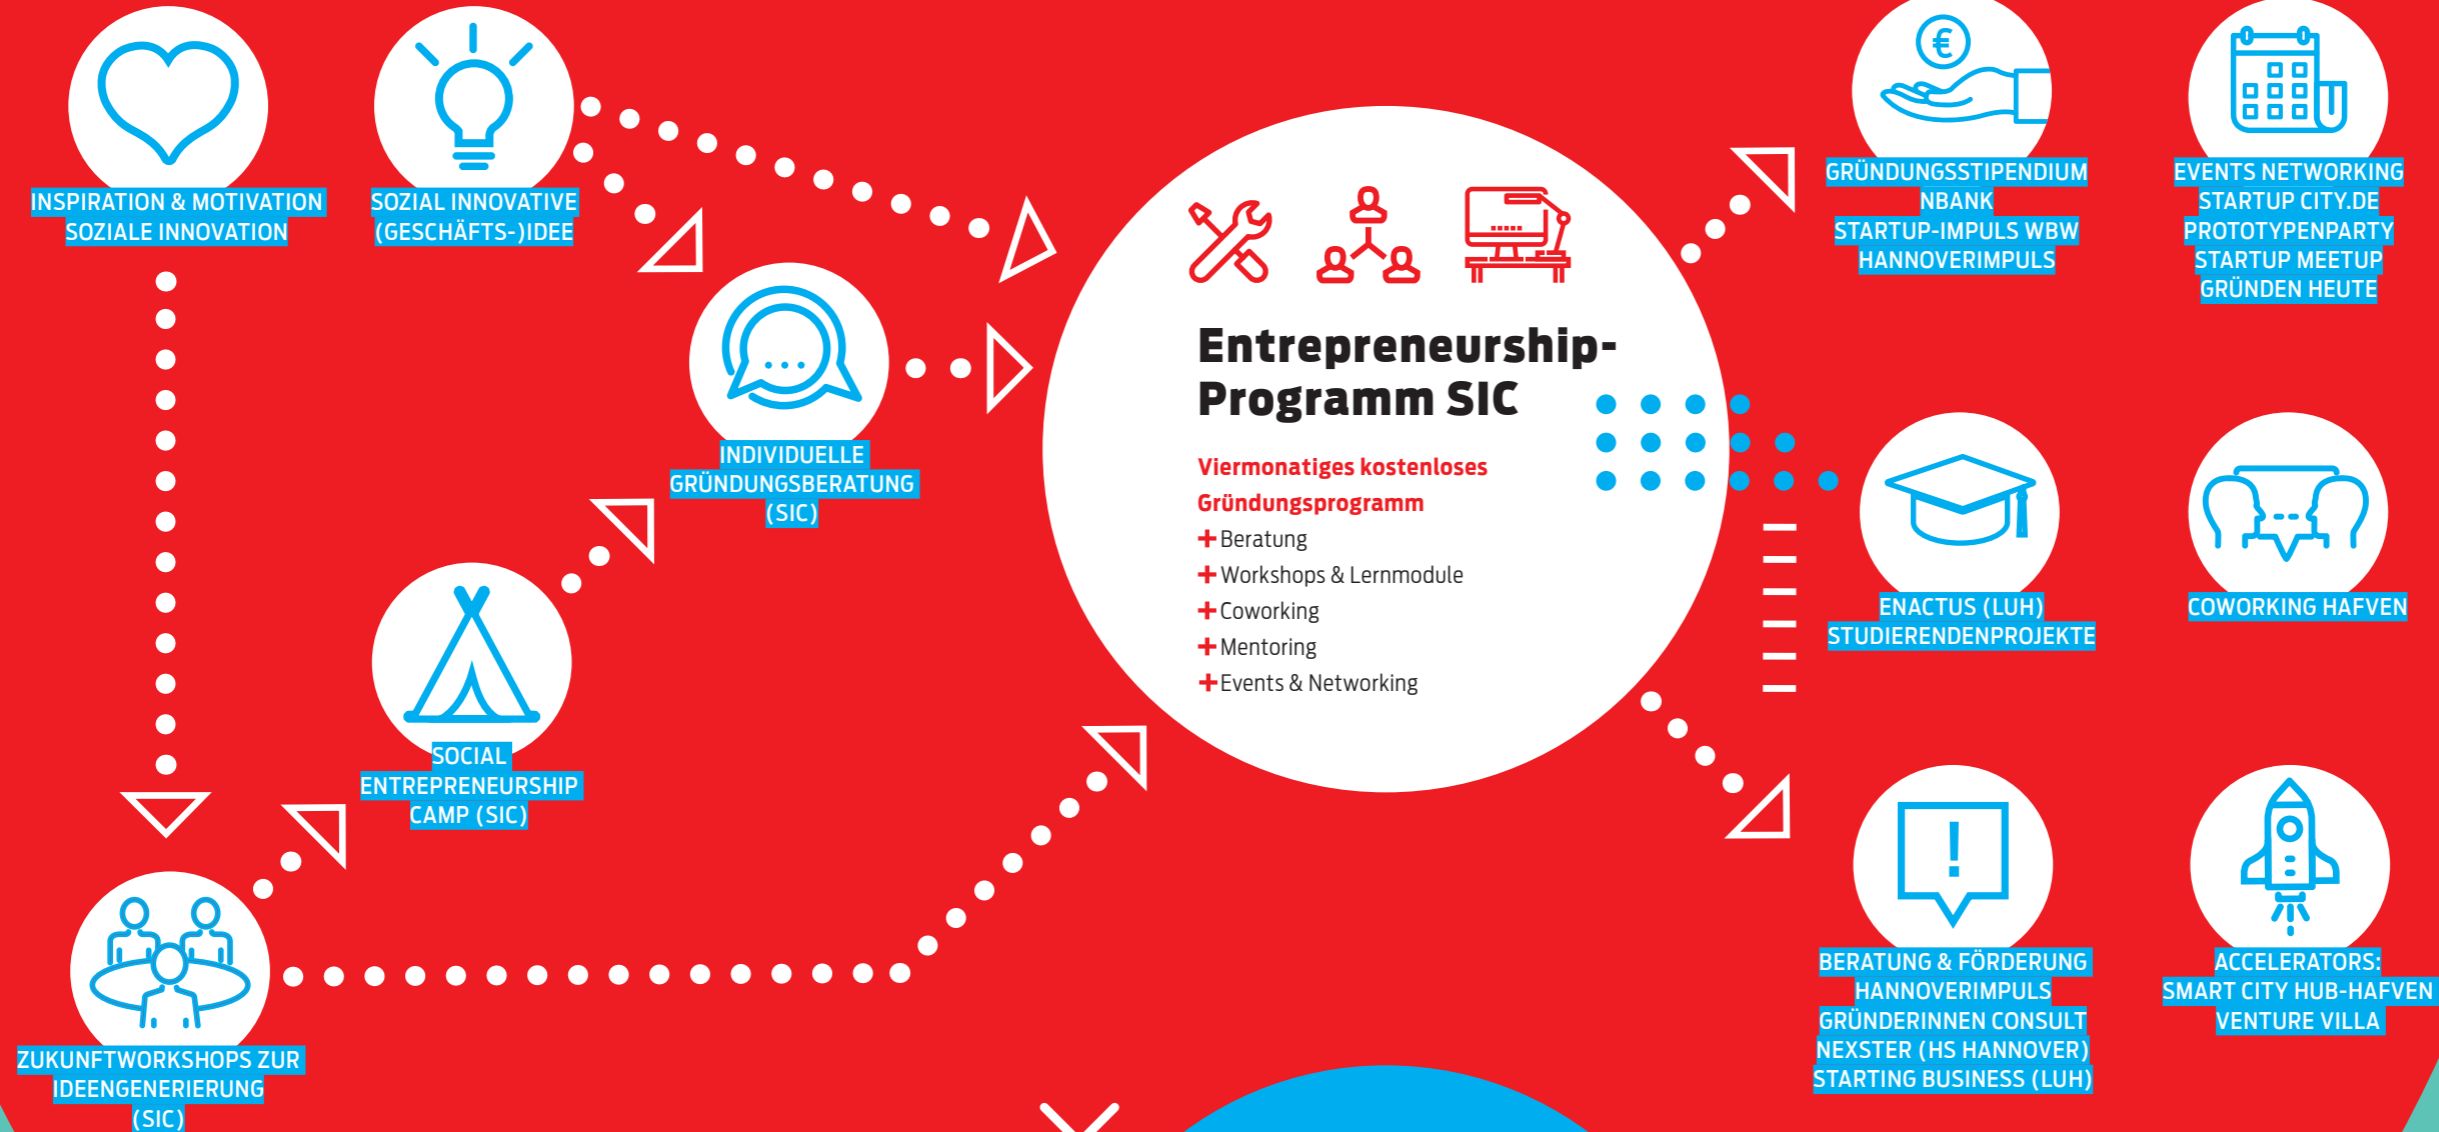 INSPIRATION & MOTIVATION
SOZIALE INNOVATION
SOZIAL INNOVATIVE
(GESCHÄFTS-)IDEE
INDIVIDUELLE
GRÜNDUNGSBERATUNG
(SIC)
SOCIAL
ENTREPRENEURSHIP
CAMP (SIC)
ZUKUNFTWORKSHOPS ZUR
IDEENGENERIERUNG
(SIC)
Entrepreneurship-
Programm SIC
Viermonatiges kostenloses
Gründungsprogramm
+ Beratung
+ Workshops & Lernmodule
+ Coworking
+ Mentoring
+ Events & Networking
€
GRÜNDUNGSSTIPENDIUM
NBANK
STARTUP-IMPULS WBW
HANNOVERIMPULS
EVENTS NETWORKING
STARTUP CITY.DE
PROTOTYPENPARTY
STARTUP MEETUP
GRÜNDEN HEUTE
ENACTUS (LUH)
STUDIERENDENPROJEKTE
COWORKING HAFVEN
!
BERATUNG & FÖRDERUNG
HANNOVERIMPULS
GRÜNDERINNEN CONSULT
NEXSTER (HS HANNOVER)
STARTING BUSINESS (LUH)
ACCELERATORS:
SMART CITY HUB-HAFVEN
VENTURE VILLA